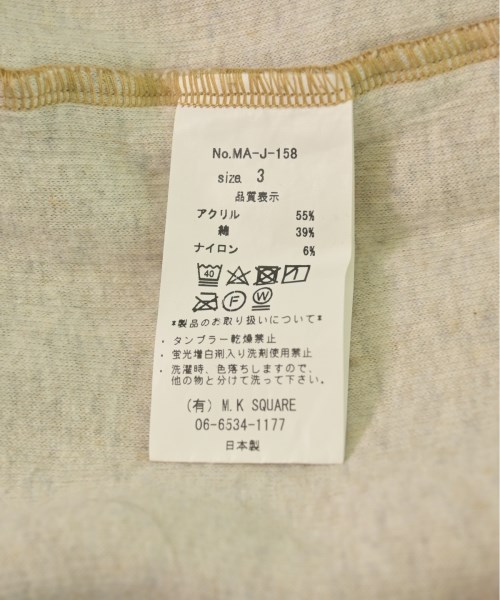 No.MA-J-158
size 3
品質表示
アクリル 55%
綿 39%
ナイロン 6%
40
F W
*製品のお取り扱いについて*
・タンブラー乾燥禁止
・蛍光増白剤入り洗剤使用禁止
・洗濯時、色落ちしますので、
他の物と分けて洗って下さい。
(有) M.K SQUARE
06-6534-1177
日本製